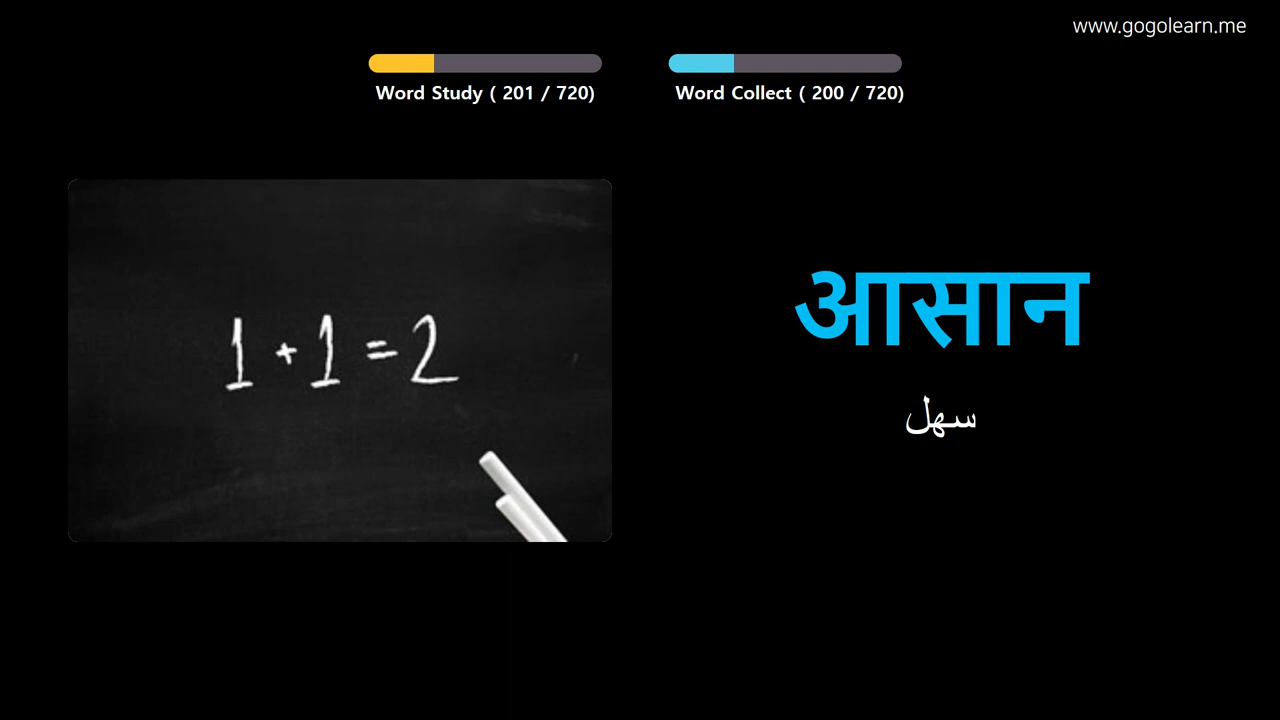 www.gogolearn.me
Word Study ( 201 / 720)
Word Collect ( 200 / 720)
1 + 1 = 2
आसान
سهل